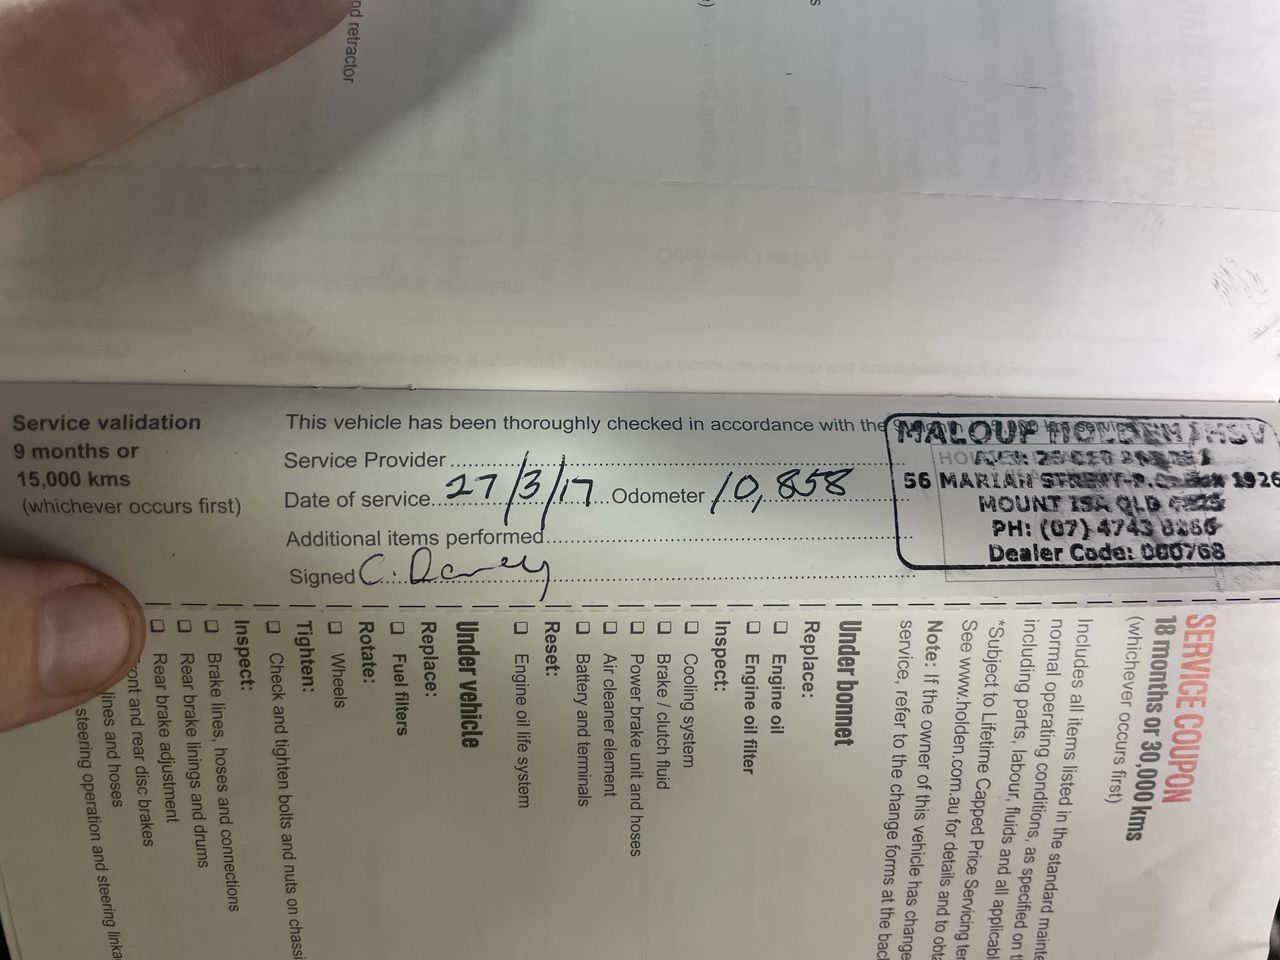 nd retractor
Service validation
9 months or
15,000 kms
(whichever occurs first)
This vehicle has been thoroughly checked in accordance with the
Service Provider
Date of service 27/3/17 Odometer 10,858
Additional items performed
Signed C. Daney
MALOUF HOLDEN/HSV
56 MARIAN STREET-P.O. Box 1926
MOUNT ISA QLD 4825
PH: (07) 4743
Dealer Code: 000768
SERVICE COUPON
18 months or 30,000 kms
(whichever occurs first)
Includes all items listed in the standard mainte
normal operating conditions, as specified on t
including parts, labour, fluids and all applicabl
*Subject to Lifetime Capped Price Servicing ter
See www.holden.com.au for details and to obta
Note: If the owner of this vehicle has change
service, refer to the change forms at the back
Under bonnet
Replace:
❏ Engine oil
❏ Engine oil filter
Inspect:
❏ Cooling system
❏ Brake / clutch fluid
❏ Power brake unit and hoses
❏ Air cleaner element
❏ Battery and terminals
Reset:
❏ Engine oil life system
Under vehicle
Replace:
❏ Fuel filters
Rotate:
❏ Wheels
Tighten:
❏ Check and tighten bolts and nuts on chassi
Inspect:
❏ Brake lines, hoses and connections
❏ Rear brake linings and drums
❏ Rear brake adjustment
ront and rear disc brakes
lines and hoses
steering operation and steering linka